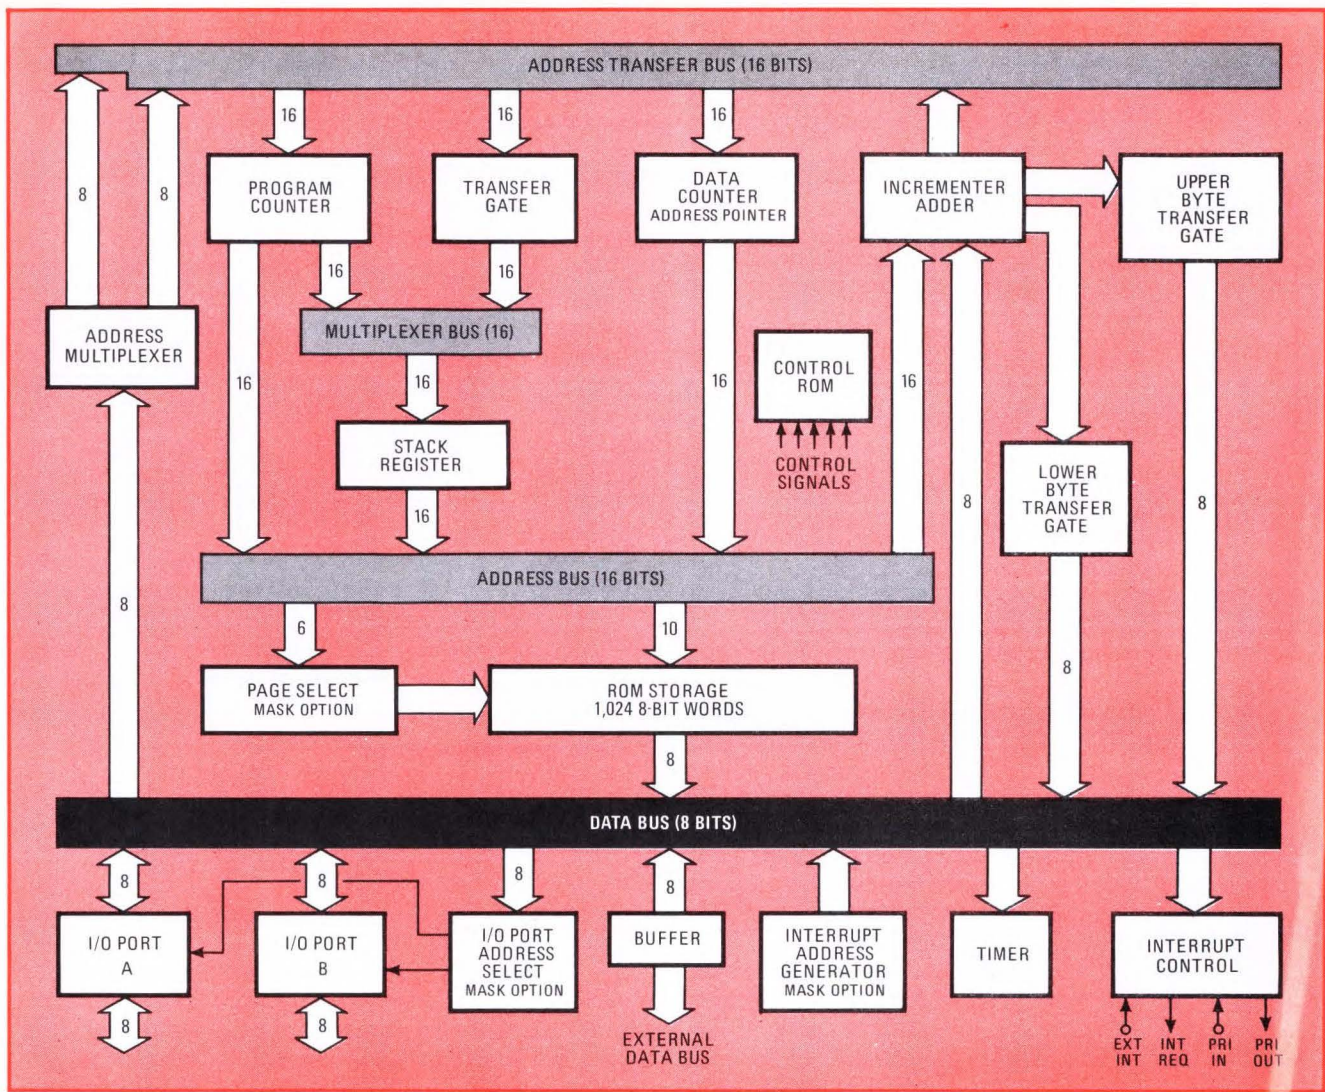 ADDRESS TRANSFER BUS (16 BITS)
8
8
16
16
16
PROGRAM
COUNTER
TRANSFER
GATE
DATA
COUNTER
ADDRESS POINTER
INCREMENTER
ADDER
UPPER
BYTE
TRANSFER
GATE
16
16
ADDRESS
MULTIPLEXER
MULTIPLEXER BUS (16)
16
16
16
CONTROL
ROM
CONTROL
SIGNALS
16
STACK
REGISTER
16
8
LOWER
BYTE
TRANSFER
GATE
8
8
ADDRESS BUS (16 BITS)
6
10
8
PAGE SELECT
MASK OPTION
ROM STORAGE
1,024 8-BIT WORDS
8
DATA BUS (8 BITS)
8
8
8
8
I/O PORT
A
I/O PORT
B
I/O PORT
ADDRESS
SELECT
MASK OPTION
BUFFER
INTERRUPT
ADDRESS
GENERATOR
MASK OPTION
TIMER
INTERRUPT
CONTROL
8
8
EXTERNAL
DATA BUS
EXT
INT
INT
REQ
PRI
IN
PRI
OUT